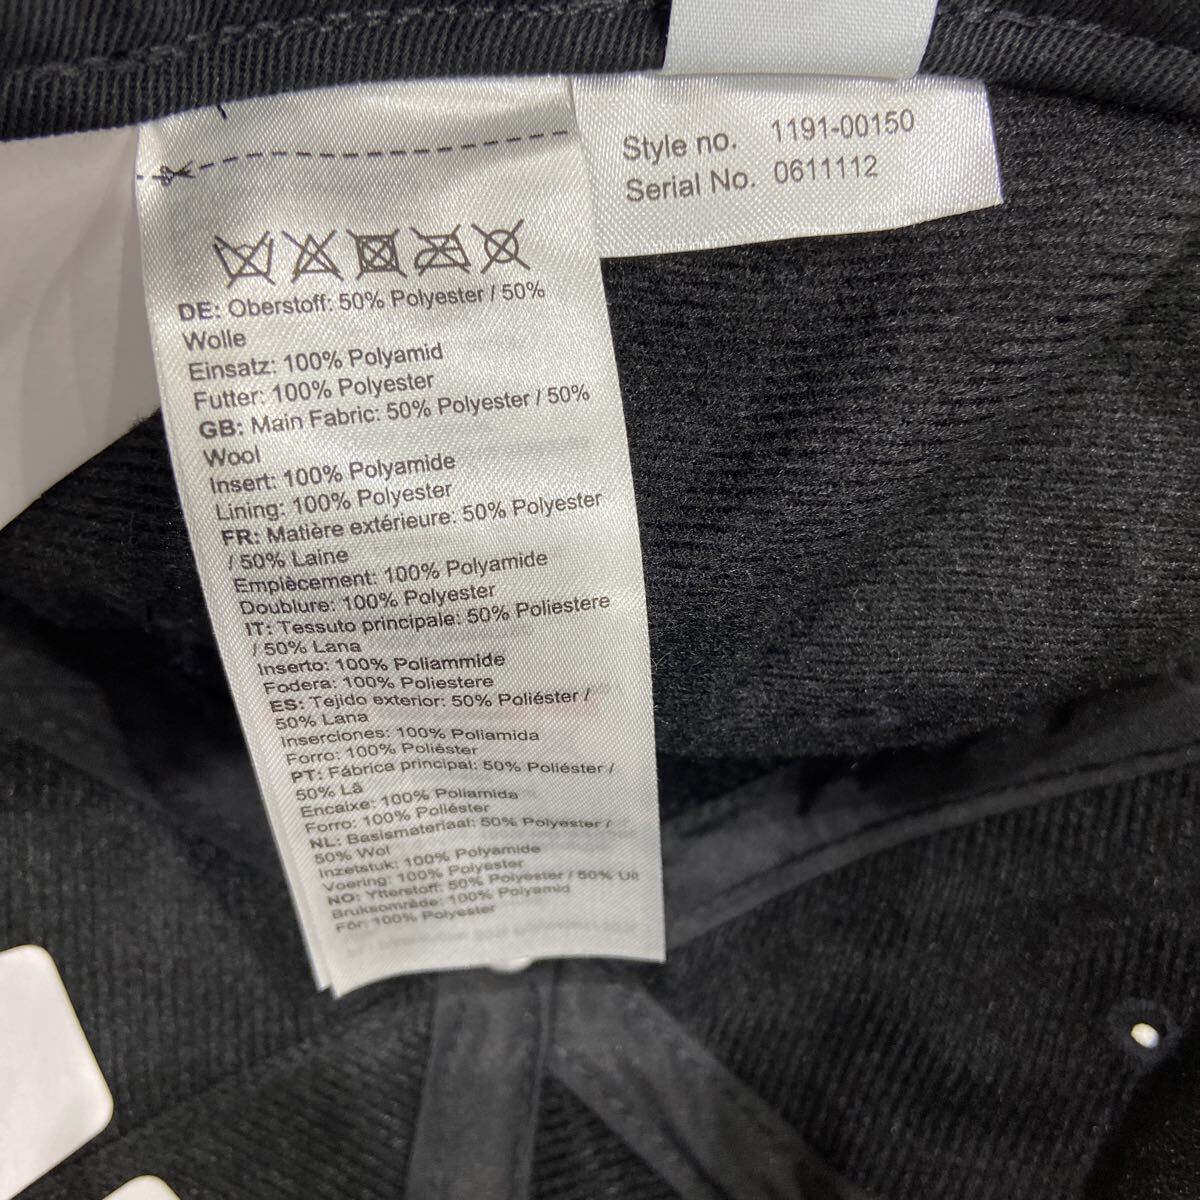 Style no. 1191-00150
Serial No. 0611112
DE: Oberstoff: 50% Polyester / 50%
Wolle
Einsatz: 100% Polyamid
Futter: 100% Polyester
GB: Main Fabric: 50% Polyester / 50%
Wool
Insert: 100% Polyamide
Lining: 100% Polyester
FR: Matière extérieure: 50% Polyester
/ 50% Laine
Emplècement: 100% Polyamide
Doublure: 100% Polyester
IT: Tessuto principale: 50% Poliestere
/ 50% Lana
Inserto: 100% Poliammide
Fodera: 100% Poliestere
ES: Tejido exterior: 50% Poliéster /
50% Lana
Inserciones: 100% Poliamida
Forro: 100% Poliéster
PT: Fábrica principal: 50% Poliéster /
50% Lã
Encaixe: 100% Poliamida
Forro: 100% Poliéster
NL: Basismateriaal: 50% Polyester /
50% Wol
Inzetstuk: 100% Polyamide
Voering: 100% Polyester
NO: Ytterstoff: 50% Polyester / 50% Ull
Bruksområde: 100% Polyamid
Fôr: 100% Polyester